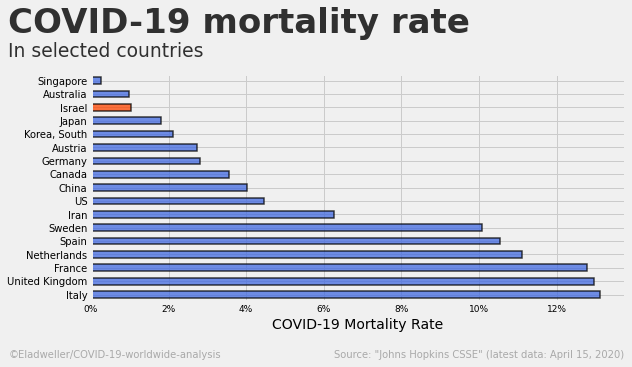 COVID-19 mortality rate
In selected countries
Singapore
Australia
Israel
Japan
Korea, South
Austria
Germany
Canada
China
US
Iran
Sweden
Spain
Netherlands
France
United Kingdom
Italy
0% 2% 4% 6% 8% 10% 12%
COVID-19 Mortality Rate
©Eladweller/COVID-19-worldwide-analysis Source: "Johns Hopkins CSSE" (latest data: April 15, 2020)